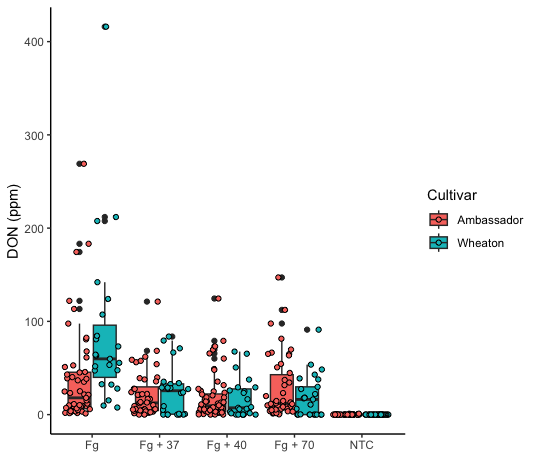 400
300
200
100
0
DON (ppm)
Fg
Fg + 37
Fg + 40
Fg + 70
NTC
Cultivar
Ambassador
Wheaton